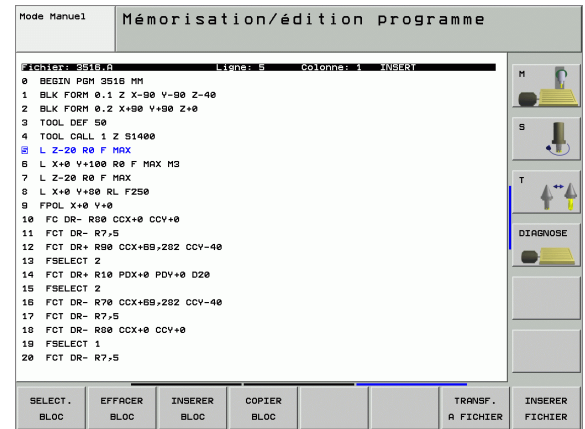 Mode Manuel
Mémorisation/édition programme
Fichier: 3516.A Ligne: 5 Colonne: 1 INSERT
0 BEGIN PGM 3516 MM
1 BLK FORM 0.1 Z X-90 Y-90 Z-40
2 BLK FORM 0.2 X+90 Y+90 Z+0
3 TOOL DEF 50
4 TOOL CALL 1 Z S1400
5 L Z-20 R0 F MAX
6 L X+0 Y+100 R0 F MAX M3
7 L Z-20 R0 F MAX
8 L X+0 Y+80 RL F250
9 FPOL X+0 Y+0
10 FC DR- R80 CCX+0 CCY+0
11 FCT DR- R7,5
12 FCT DR+ R90 CCX+69,282 CCY-40
13 FSELECT 2
14 FCT DR+ R10 PDX+0 PDY+0 D20
15 FSELECT 2
16 FCT DR- R70 CCX+69,282 CCY-40
17 FCT DR- R7,5
18 FCT DR- R80 CCX+0 CCY+0
19 FSELECT 1
20 FCT DR- R7,5
M
S
T
DIAGNOSE
SELECT. BLOC
EFFACER BLOC
INSERER BLOC
COPIER BLOC
TRANSF. A FICHIER
INSERER FICHIER